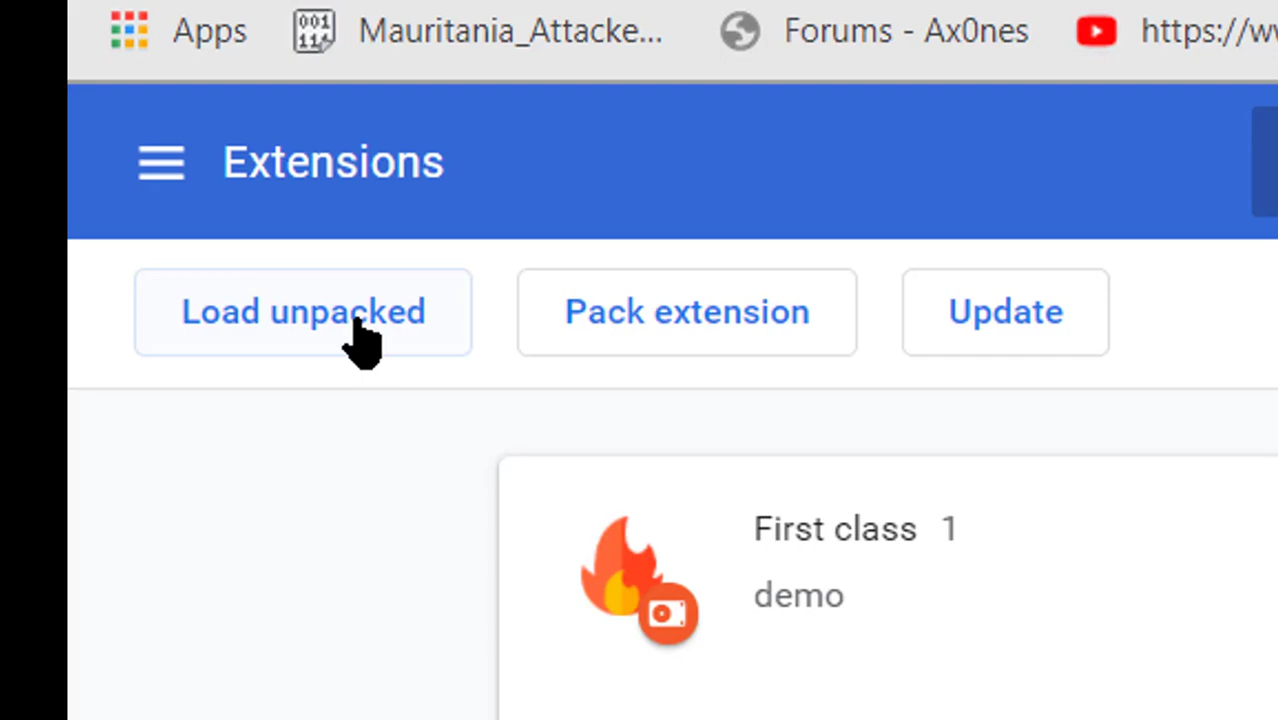 Apps Mauritania_Attacke... Forums - Ax0nes https://w
Extensions
Load unpacked Pack extension Update
First class 1
demo